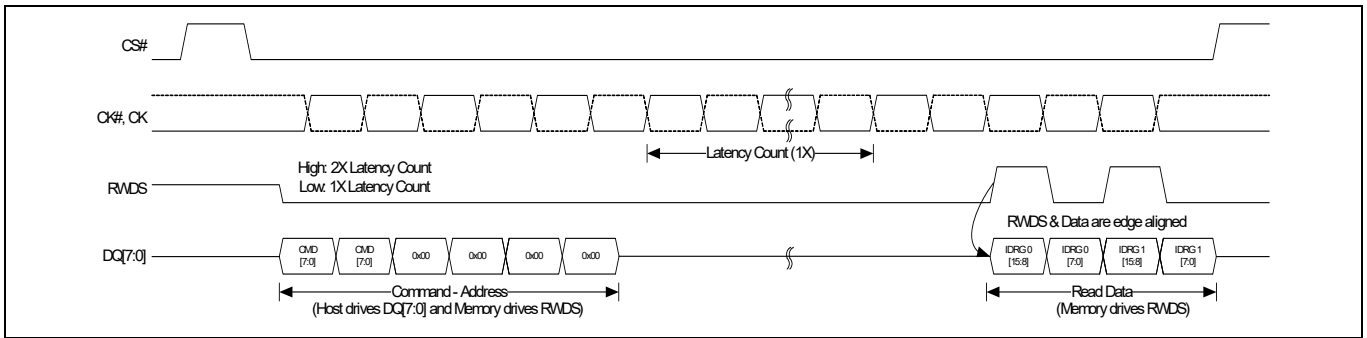 CS#
CK#, CK
Latency Count (1X)
High: 2X Latency Count
Low: 1X Latency Count
RWDS
RWDS & Data are edge aligned
DQ[7:0]
CMD [7:0]
CMD [7:0]
0x00
0x00
0x00
0x00
IDRG 0 [15:8]
IDRG 0 [7:0]
IDRG 1 [15:8]
IDRG 1 [7:0]
Command - Address
(Host drives DQ[7:0] and Memory drives RWDS)
Read Data
(Memory drives RWDS)